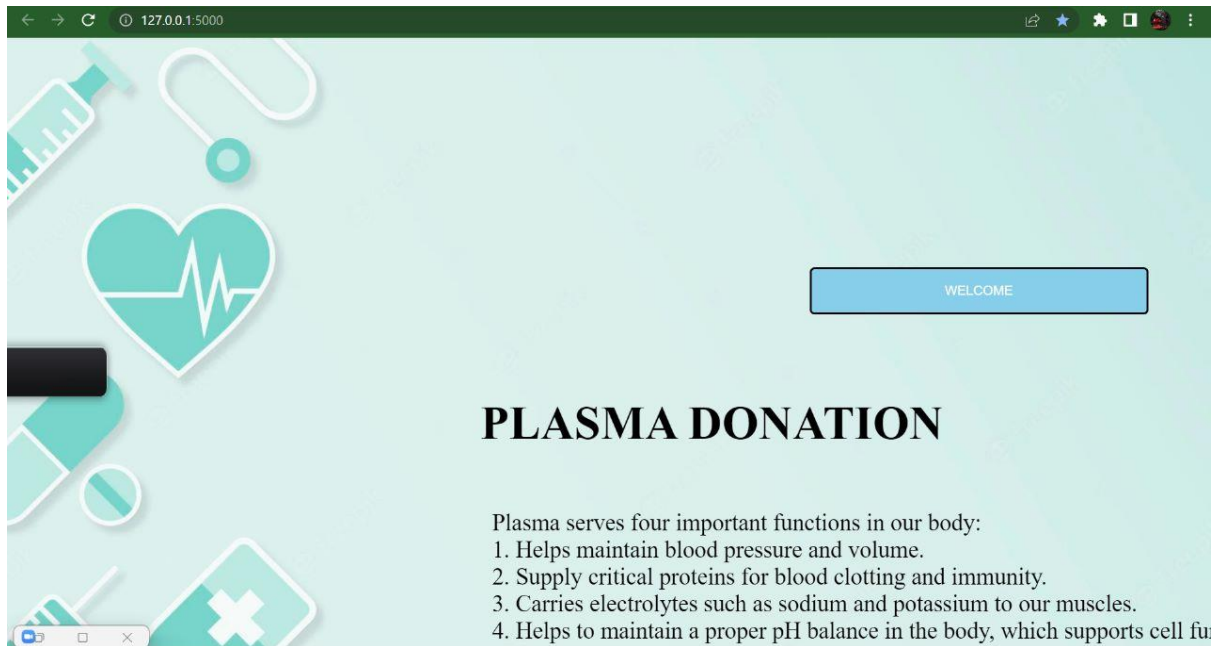 127.0.0.1:5000
WELCOME
PLASMA DONATION
Plasma serves four important functions in our body:
1. Helps maintain blood pressure and volume.
2. Supply critical proteins for blood clotting and immunity.
3. Carries electrolytes such as sodium and potassium to our muscles.
4. Helps to maintain a proper pH balance in the body, which supports cell